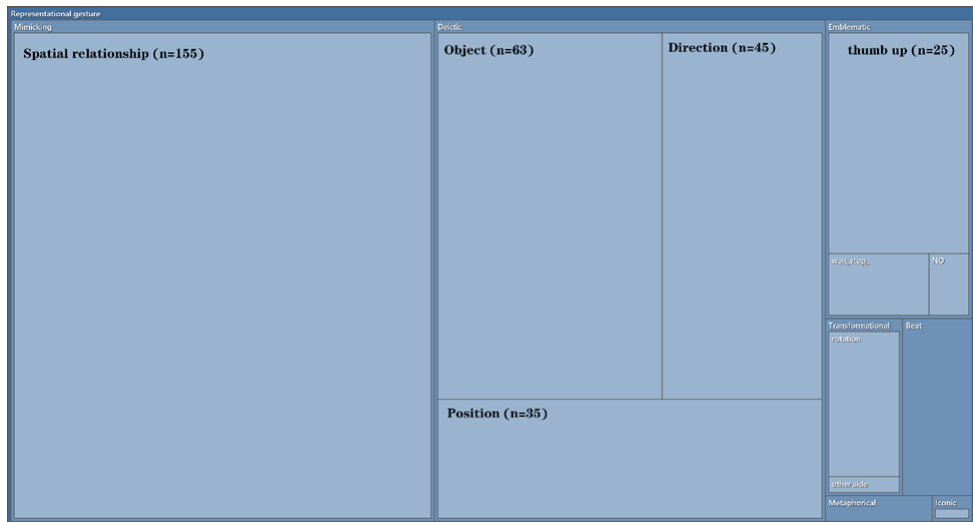 Representational gesture
Mimicking
Spatial relationship (n=155)
Deictic
Object (n=63)
Direction (n=45)
Position (n=35)
Emblematic
thumb up (n=25)
wait,stop,
NO
Transformational
rotation
other side
Beat
Metaphorical
Iconic